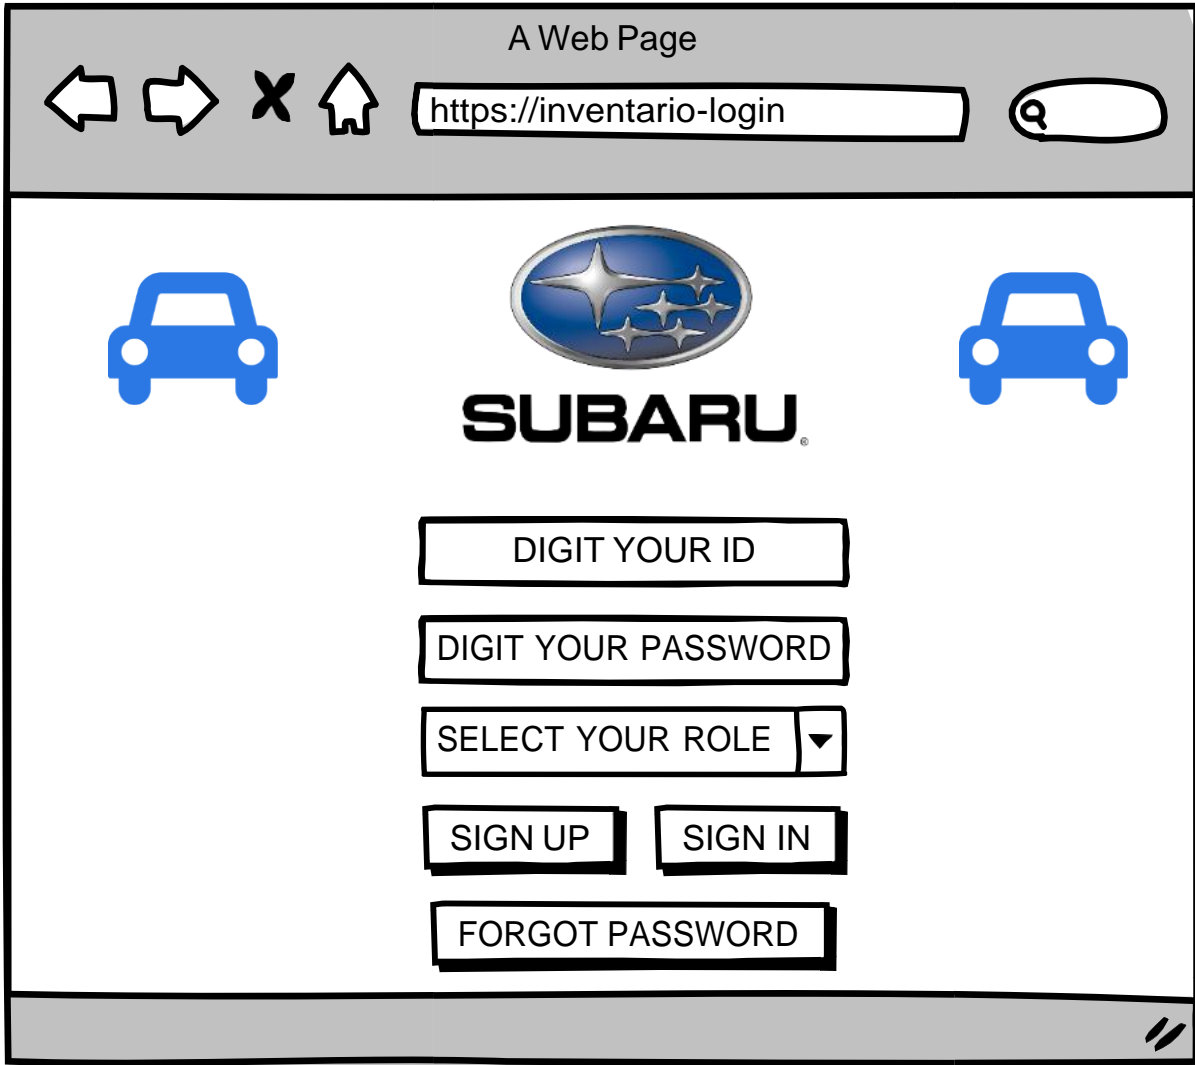 A Web Page
https://inventario-login
SUBARU®
DIGIT YOUR ID
DIGIT YOUR PASSWORD
SELECT YOUR ROLE
SIGN UP SIGN IN
FORGOT PASSWORD